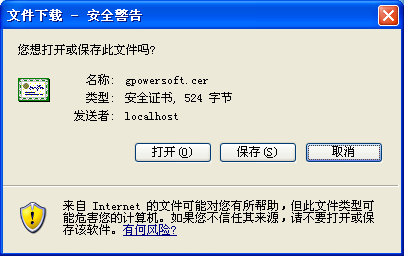 文件下载 - 安全警告
您想打开或保存此文件吗?
名称: gpowersoft.cer
类型: 安全证书, 524 字节
发送者: localhost
打开(O) 保存(S) 取消
来自 Internet 的文件可能对您有所帮助,但此文件类型可
能危害您的计算机。如果您不信任其来源,请不要打开或保
存该软件。有何风险?